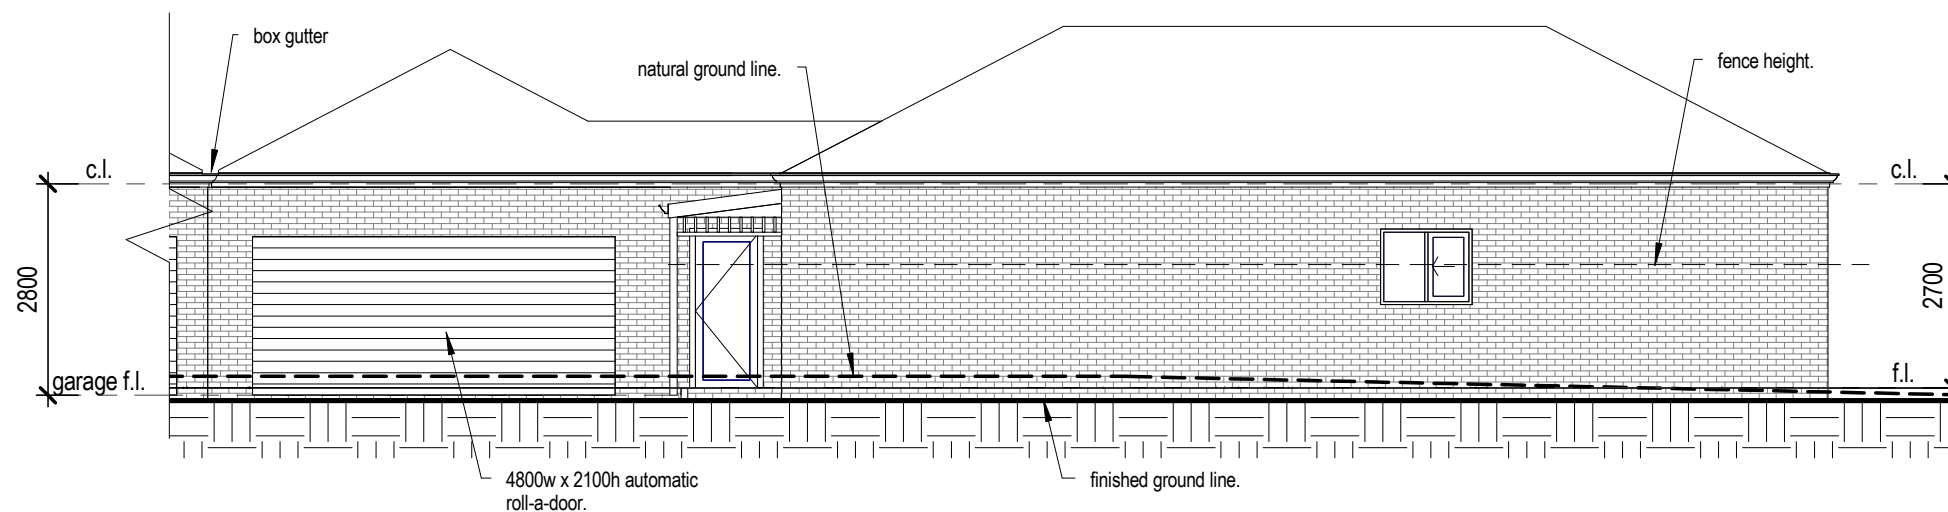 box gutter
natural ground line.
fence height.
c.l.
c.l.
2800
2700
garage f.l.
f.l.
4800w x 2100h automatic
roll-a-door.
finished ground line.